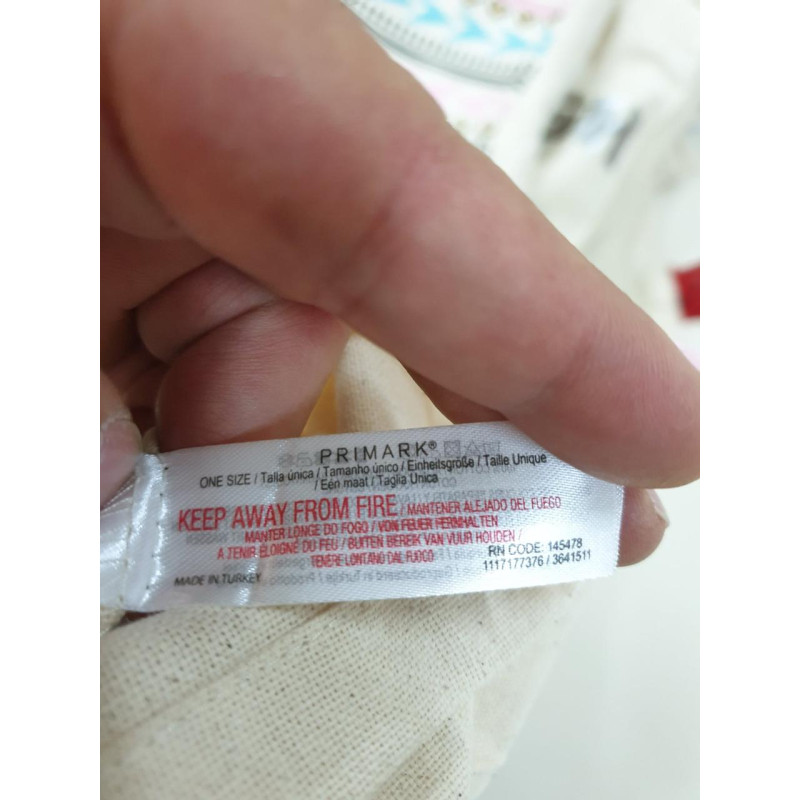 PRIMARK®
ONE SIZE / Talla única / Tamanho único / Einheitsgröße / Taille Unique
/ Één maat / Taglia Unica
KEEP AWAY FROM FIRE / MANTENER ALEJADO DEL FUEGO
MANTER LONGE DO FOGO / VON FEUER FERNHALTEN
A TENIR ÉLOIGNÉ DU FEU / BUITEN BEREIK VAN VUUR HOUDEN /
TENERE LONTANO DAL FUOCO
RN CODE: 145478
1117177376 / 3641511
MADE IN TURKEY